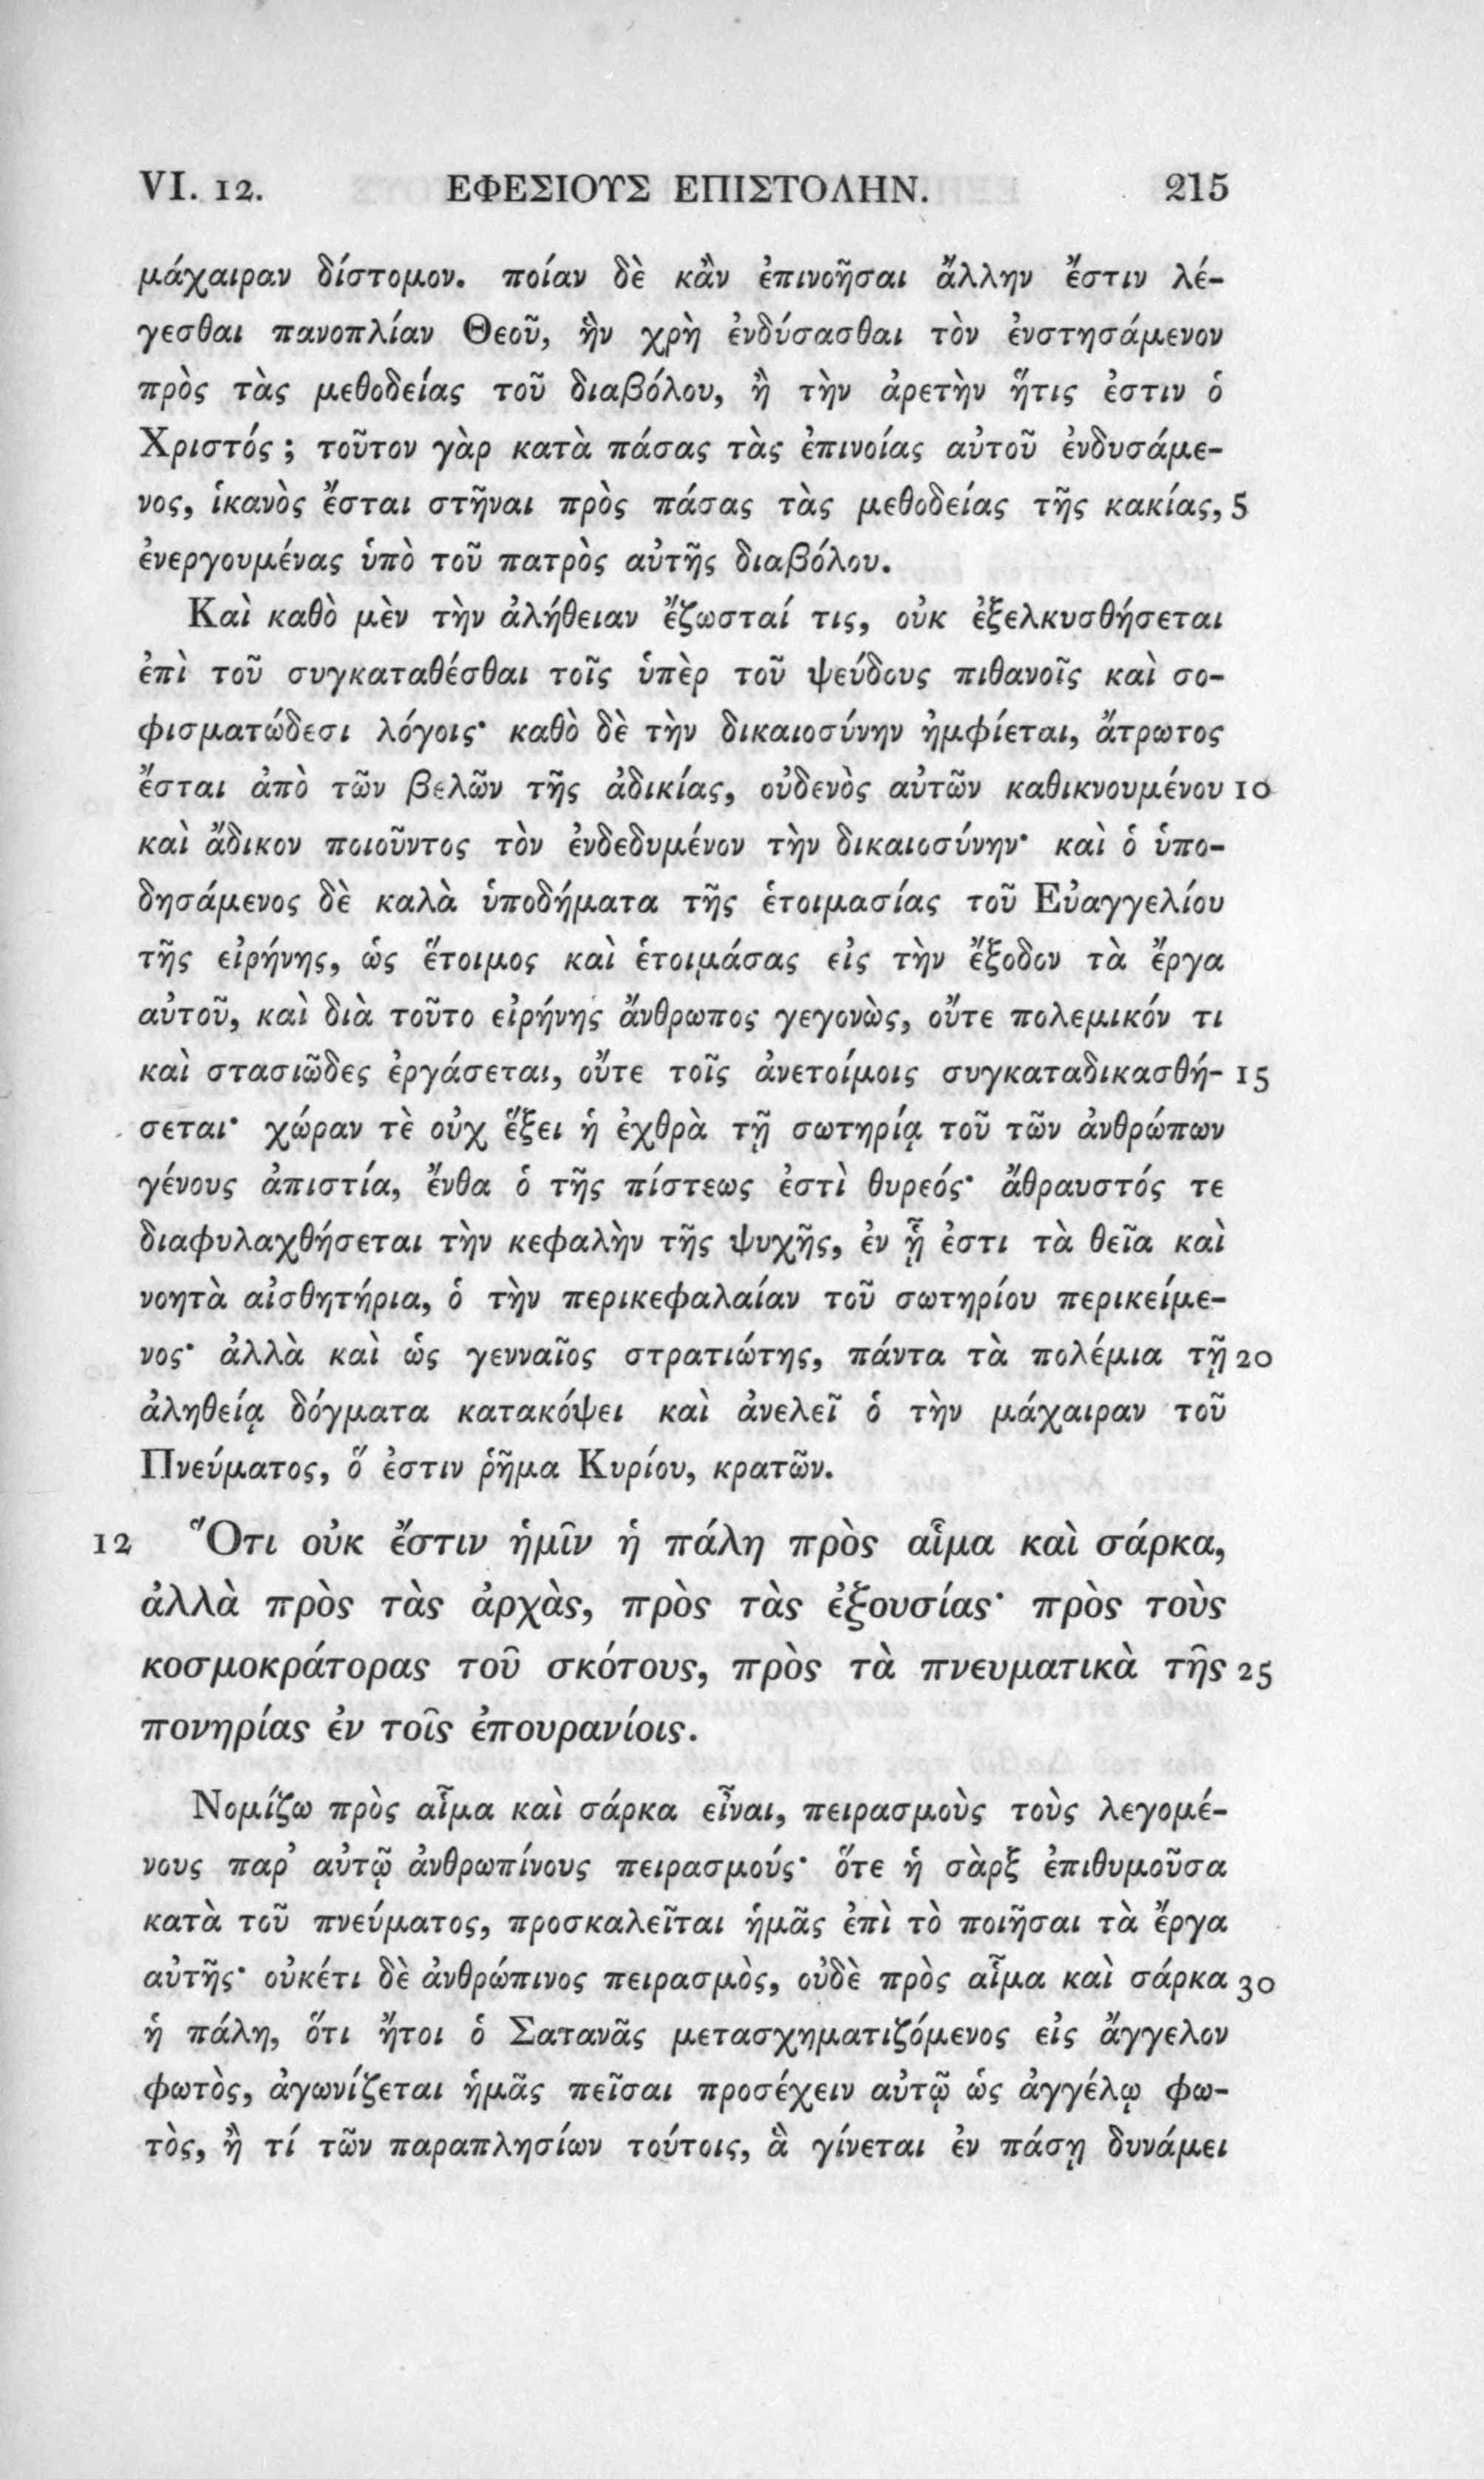 VI. 12. ΕΦΕΣΙΟΥΣ ΕΠΙΣΤΟΛΗΝ. 215
μάχαιραν δίστομον. ποίαν δὲ κἂν ἐπινοῆσαι ἄλλην ἔστιν λέ-
γεσθαι πανοπλίαν Θεοῦ, ἣν χρὴ ἐνδύσασθαι τὸν ἐνστησάμενον
πρὸς τὰς μεθοδείας τοῦ διαβόλου, ἢ τὴν ἀρετὴν ἥτις ἐστιν ὁ
Χριστός ; τοῦτον γὰρ κατὰ πάσας τὰς ἐπινοίας αὐτοῦ ἐνδυσάμε-
νος, ἱκανὸς ἔσται στῆναι πρὸς πάσας τὰς μεθοδείας τῆς κακίας, 5
ἐνεργουμένας ὑπὸ τοῦ πατρὸς αὐτῆς διαβόλου.
Καὶ καθὸ μὲν τὴν ἀλήθειαν ἔζωσταί τις, οὐκ ἐξελκυσθήσεται
ἐπὶ τοῦ συγκαταθέσθαι τοῖς ὑπὲρ τοῦ ψεύδους πιθανοῖς καὶ σο-
φισματώδεσι λόγοις· καθὸ δὲ τὴν δικαιοσύνην ἠμφίεται, ἄτρωτος
ἔσται ἀπὸ τῶν βελῶν τῆς ἀδικίας, οὐδενὸς αὐτῶν καθικνουμένου 10
καὶ ἄδικον ποιοῦντος τὸν ἐνδεδυμένον τὴν δικαιοσύνην· καὶ ὁ ὑπο-
δησάμενος δὲ καλὰ ὑποδήματα τῆς ἑτοιμασίας τοῦ Εὐαγγελίου
τῆς εἰρήνης, ὡς ἕτοιμος καὶ ἑτοιμάσας εἰς τὴν ἔξοδον τὰ ἔργα
αὐτοῦ, καὶ διὰ τοῦτο εἰρήνης ἄνθρωπος γεγονὼς, οὔτε πολεμικόν τι
καὶ στασιῶδες ἐργάσεται, οὔτε τοῖς ἀνετοίμοις συγκαταδικασθή- 15
σεται· χώραν τὲ οὐχ ἕξει ἡ ἐχθρὰ τῇ σωτηρίᾳ τοῦ τῶν ἀνθρώπων
γένους ἀπιστία, ἔνθα ὁ τῆς πίστεως ἐστὶ θυρεός· ἄθραυστός τε
διαφυλαχθήσεται τὴν κεφαλὴν τῆς ψυχῆς, ἐν ᾗ ἐστι τὰ θεῖα καὶ
νοητὰ αἰσθητήρια, ὁ τὴν περικεφαλαίαν τοῦ σωτηρίου περικείμε-
νος· ἀλλὰ καὶ ὡς γενναῖος στρατιώτης, πάντα τὰ πολέμια τῇ 20
ἀληθείᾳ δόγματα κατακόψει καὶ ἀνελεῖ ὁ τὴν μάχαιραν τοῦ
Πνεύματος, ὅ ἐστιν ῥῆμα Κυρίου, κρατῶν.
12 Ὅτι οὐκ ἔστιν ἡμῖν ἡ πάλη πρὸς αἷμα καὶ σάρκα,
ἀλλὰ πρὸς τὰς ἀρχὰς, πρὸς τὰς ἐξουσίας· πρὸς τοὺς
κοσμοκράτορας τοῦ σκότους, πρὸς τὰ πνευματικὰ τῆς 25
πονηρίας ἐν τοῖς ἐπουρανίοις.
Νομίζω πρὸς αἷμα καὶ σάρκα εἶναι, πειρασμοὺς τοὺς λεγομέ-
νους παρ' αὐτῷ ἀνθρωπίνους πειρασμούς· ὅτε ἡ σὰρξ ἐπιθυμοῦσα
κατὰ τοῦ πνεύματος, προσκαλεῖται ἡμᾶς ἐπὶ τὸ ποιῆσαι τὰ ἔργα
αὐτῆς· οὐκέτι δὲ ἀνθρώπινος πειρασμὸς, οὐδὲ πρὸς αἷμα καὶ σάρκα 30
ἡ πάλη, ὅτι ἤτοι ὁ Σατανᾶς μετασχηματιζόμενος εἰς ἄγγελον
φωτὸς, ἀγωνίζεται ἡμᾶς πεῖσαι προσέχειν αὐτῷ ὡς ἀγγέλῳ φω-
τὸς, ἢ τί τῶν παραπλησίων τούτοις, ἃ γίνεται ἐν πάσῃ δυνάμει